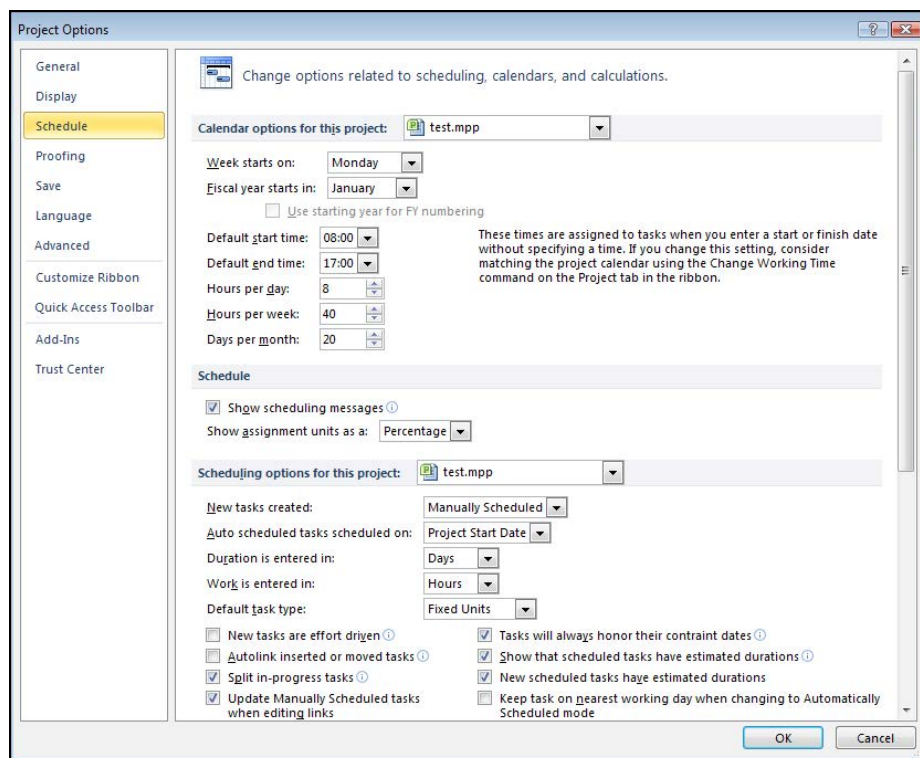 Project Options
General
Display
Schedule
Proofing
Save
Language
Advanced
Customize Ribbon
Quick Access Toolbar
Add-Ins
Trust Center
Change options related to scheduling, calendars, and calculations.
Calendar options for this project: test.mpp
Week starts on: Monday
Fiscal year starts in: January
Use starting year for FY numbering
Default start time: 08:00
Default end time: 17:00
Hours per day: 8
Hours per week: 40
Days per month: 20
These times are assigned to tasks when you enter a start or finish date
without specifying a time. If you change this setting, consider
matching the project calendar using the Change Working Time
command on the Project tab in the ribbon.
Schedule
Show scheduling messages
Show assignment units as a: Percentage
Scheduling options for this project: test.mpp
New tasks created: Manually Scheduled
Auto scheduled tasks scheduled on: Project Start Date
Duration is entered in: Days
Work is entered in: Hours
Default task type: Fixed Units
New tasks are effort driven
Autolink inserted or moved tasks
Split in-progress tasks
Update Manually Scheduled tasks
when editing links
Tasks will always honor their contraint dates
Show that scheduled tasks have estimated durations
New scheduled tasks have estimated durations
Keep task on nearest working day when changing to Automatically
Scheduled mode
OK
Cancel